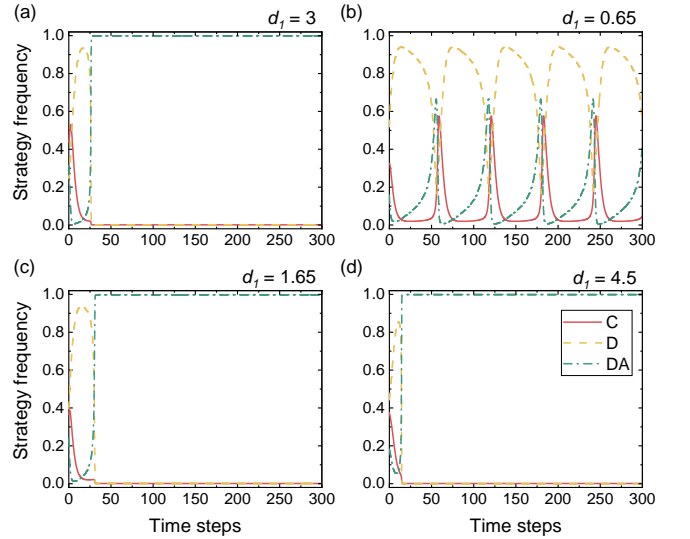 (a)
d₁ = 3
(b)
d₁ = 0.65
Strategy frequency
1.0
0.8
0.6
0.4
0.2
0.0
0 50 100 150 200 250 300
1.0
0.8
0.6
0.4
0.2
0.0
0 50 100 150 200 250 300
(c)
d₁ = 1.65
(d)
d₁ = 4.5
Strategy frequency
1.0
0.8
0.6
0.4
0.2
0.0
0 50 100 150 200 250 300
Time steps
1.0
0.8
0.6
0.4
0.2
0.0
C
D
DA
0 50 100 150 200 250 300
Time steps